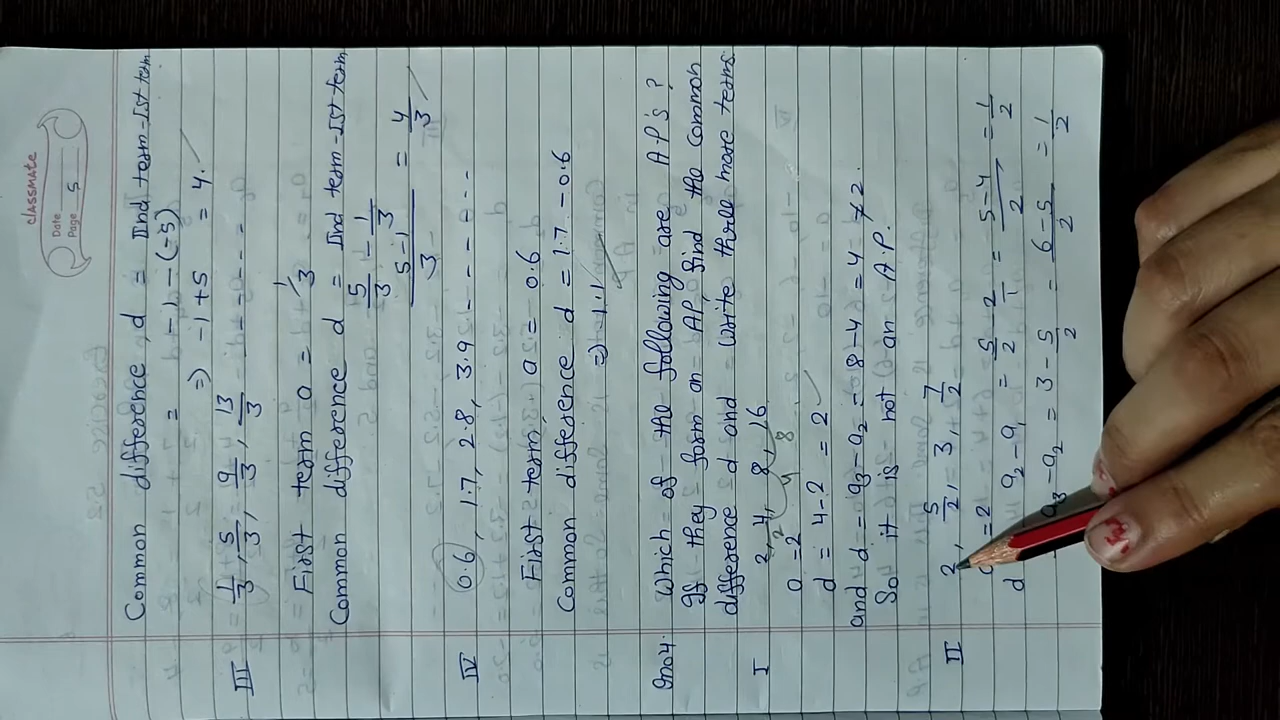 classmate
Date
Page 5
Common difference, d = IInd term - Ist term
= -1 - (-5)
=) -1 + 5 = 4.
III 1/3, 5/3, 9/3, 13/3 - - - -
First term a = 1/3
Common difference d = IInd term - Ist term
5/3 - 1/3
5-1/3 = 4/3.
IV 0.6, 1.7, 2.8, 3.9 - - - - - -
First term, a = 0.6
Common difference d = 1.7 - 0.6
=) 1.1
Qno4. Which of the following are A.P's ?
If they form an AP, find the common
difference d and write three more terms.
I 2, 4, 8, 16
2 4 8
a = 2
d = 4-2 = 2
and d = a3 - a2 = 8 - 4 = 4 ≠ 2.
So it is not an A.P.
II 2, 5/2, 3, 7/2
= 2
d a2 - a1 = 5/2 - 2/1 = 5-4/2 = 1/2
a3 - a2 = 3 - 5/2 = 6-5/2 = 1/2